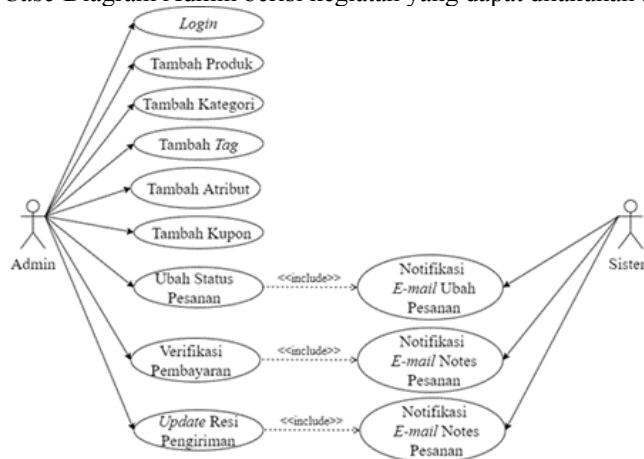 Case Diagram Admin berisi kegiatan yang dapat dilakukan
Login
Tambah Produk
Tambah Kategori
Tambah Tag
Tambah Atribut
Tambah Kupon
Admin
Ubah Status
Pesanan
<<include>>
Notifikasi
E-mail Ubah
Pesanan
Sister
Verifikasi
Pembayaran
<<include>>
Notifikasi
E-mail Notes
Pesanan
Update Resi
Pengiriman
<<include>>
Notifikasi
E-mail Notes
Pesanan